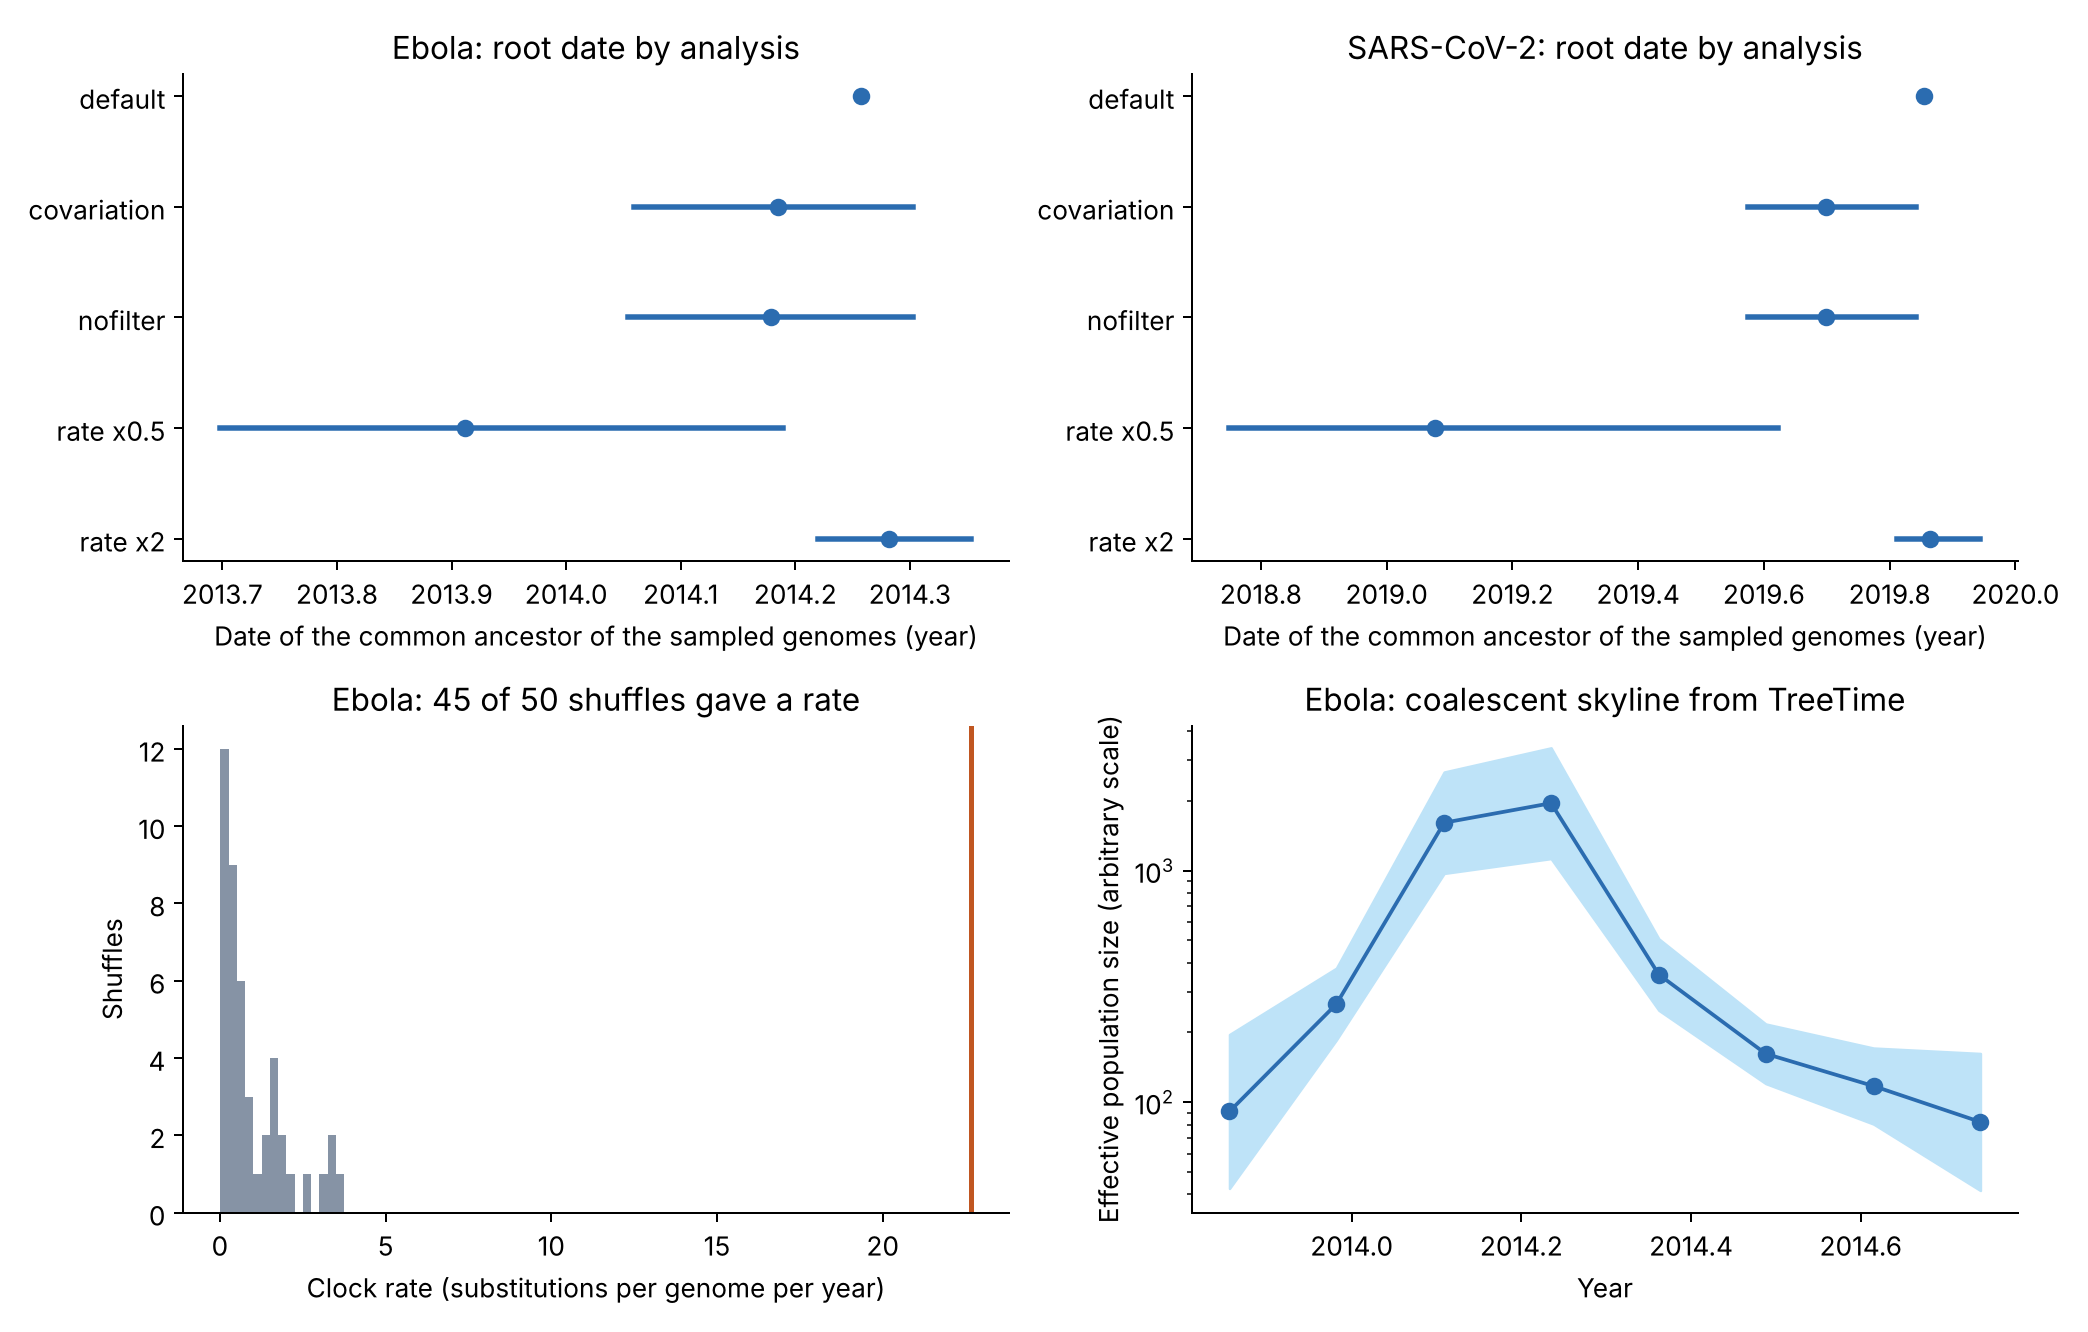 Ebola: root date by analysis
default
covariation
nofilter
rate x0.5
rate x2
2013.7 2013.8 2013.9 2014.0 2014.1 2014.2 2014.3
Date of the common ancestor of the sampled genomes (year)
SARS-CoV-2: root date by analysis
default
covariation
nofilter
rate x0.5
rate x2
2018.8 2019.0 2019.2 2019.4 2019.6 2019.8 2020.0
Date of the common ancestor of the sampled genomes (year)
Ebola: 45 of 50 shuffles gave a rate
Shuffles
12
10
8
6
4
2
0
0 5 10 15 20
Clock rate (substitutions per genome per year)
Ebola: coalescent skyline from TreeTime
Effective population size (arbitrary scale)
10³
10²
2014.0 2014.2 2014.4 2014.6
Year